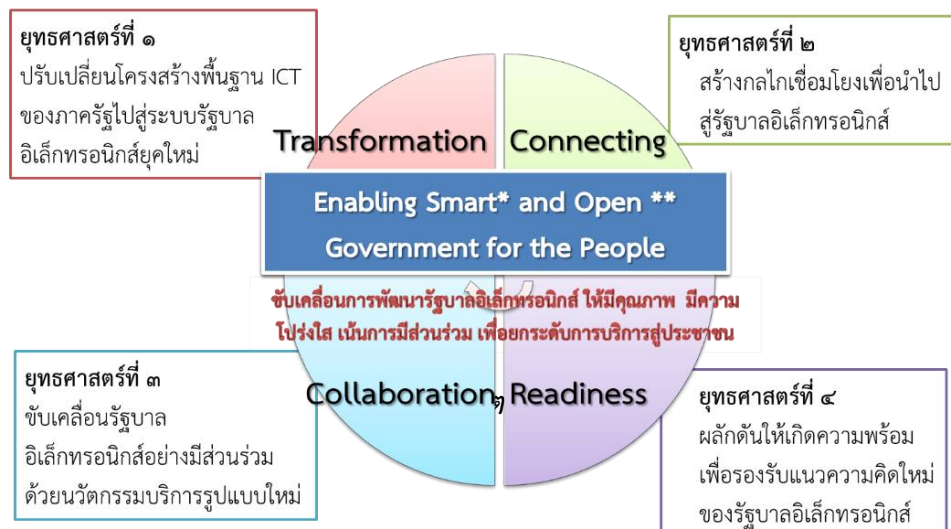 ยุทธศาสตร์ที่ ๑
ปรับเปลี่ยนโครงสร้างพื้นฐาน ICT
ของภาครัฐไปสู่ระบบรัฐบาล
อิเล็กทรอนิกส์ยุคใหม่
ยุทธศาสตร์ที่ ๒
สร้างกลไกเชื่อมโยงเพื่อนำไป
สู่รัฐบาลอิเล็กทรอนิกส์
Transformation
Connecting
Enabling Smart* and Open **
Government for the People
ขับเคลื่อนการพัฒนารัฐบาลอิเล็กทรอนิกส์ ให้มีคุณภาพ มีความ
โปร่งใส เน้นการมีส่วนร่วม เพื่อยกระดับการบริการสู่ประชาชน
Collaboration
Readiness
ยุทธศาสตร์ที่ ๓
ขับเคลื่อนรัฐบาล
อิเล็กทรอนิกส์อย่างมีส่วนร่วม
ด้วยนวัตกรรมบริการรูปแบบใหม่
ยุทธศาสตร์ที่ ๔
ผลักดันให้เกิดความพร้อม
เพื่อรองรับแนวความคิดใหม่
ของรัฐบาลอิเล็กทรอนิกส์